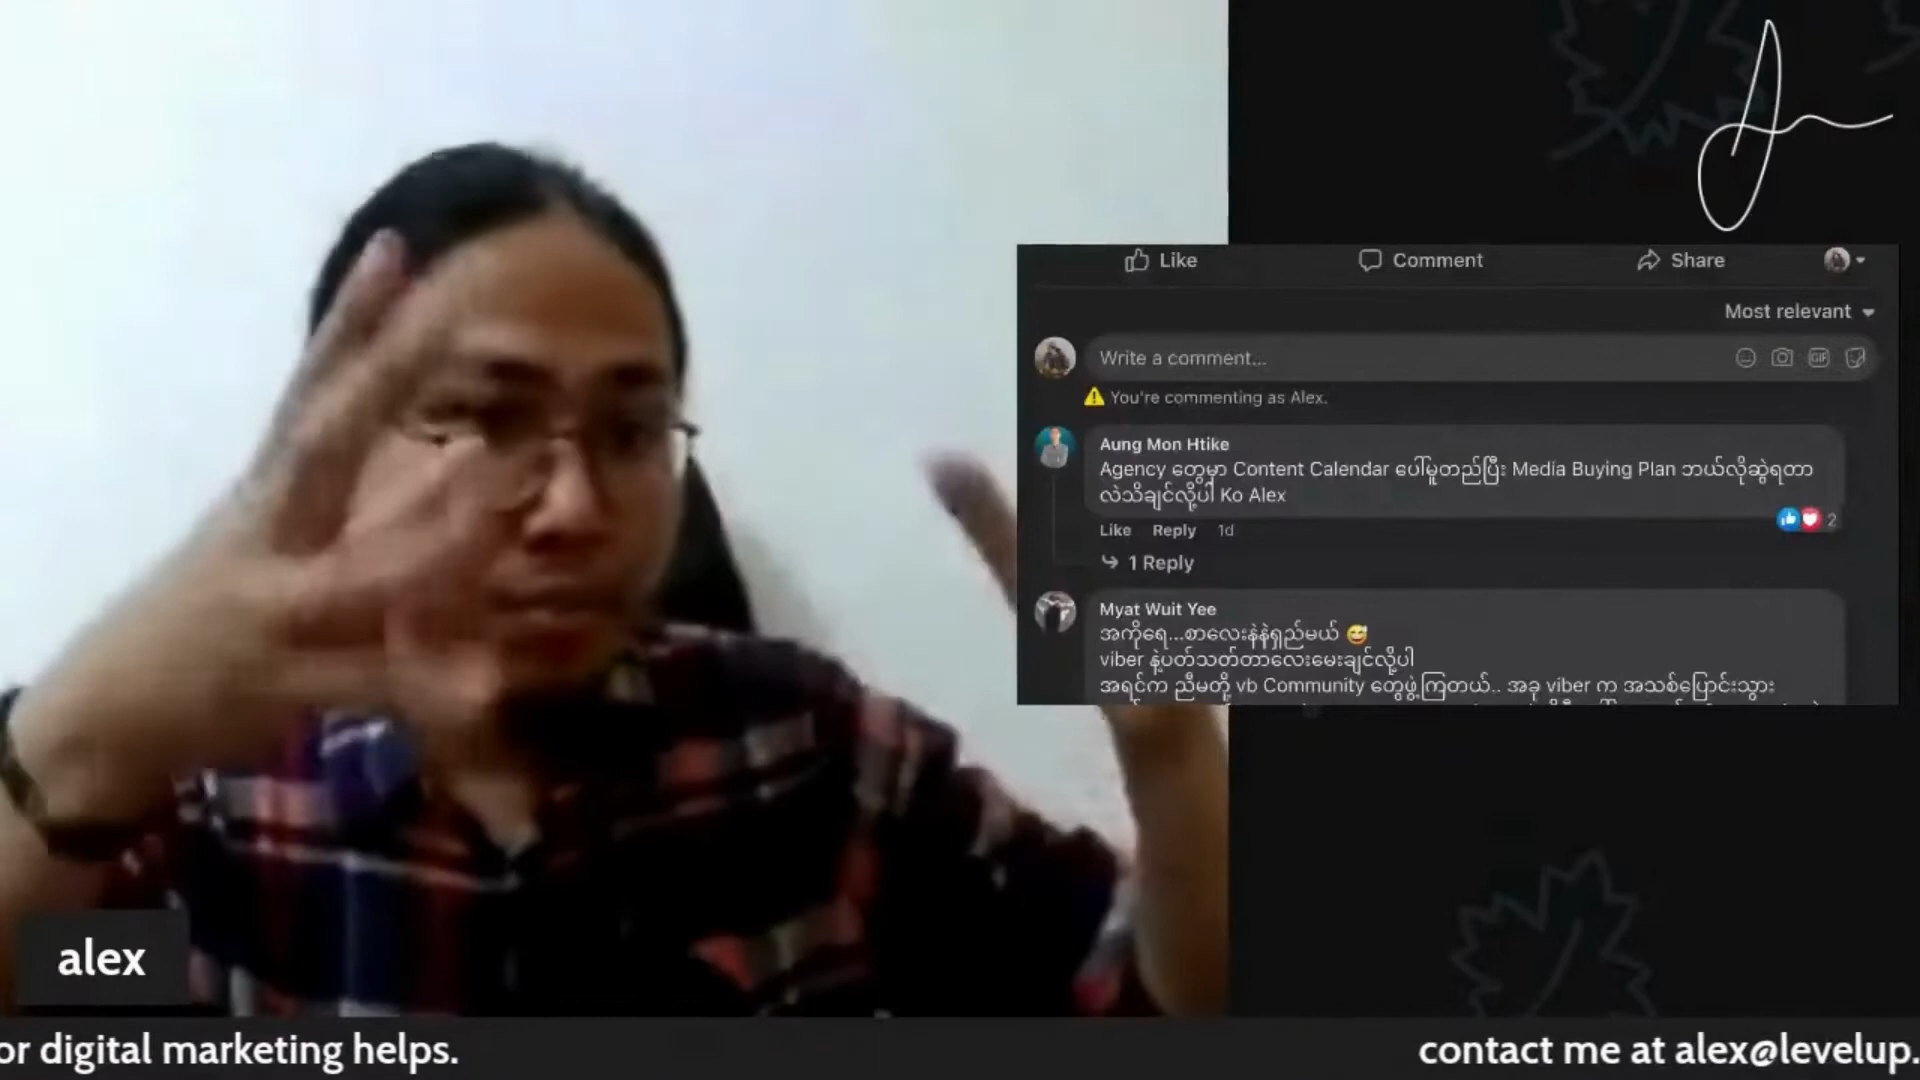 Like
Comment
Share
Most relevant
Write a comment...
GIF
You're commenting as Alex.
Aung Mon Htike
Agency တွေမှာ Content Calendar ပေါ်မူတည်ပြီး Media Buying Plan ဘယ်လိုဆွဲရတာ
လဲသိချင်လို့ပါ Ko Alex
Like Reply 1d
2
1 Reply
Myat Wuit Yee
အကိုရေ...စာလေးနဲနဲရှည်မယ် 😅
viber နဲ့ပတ်သတ်တာလေးမေးချင်လို့ပါ
အရင်က ညီမတို့ vb Community တွေဖွဲ့ကြတယ်.. အခု viber က အသစ်ပြောင်းသွား
alex
or digital marketing helps.
contact me at alex@levelup.